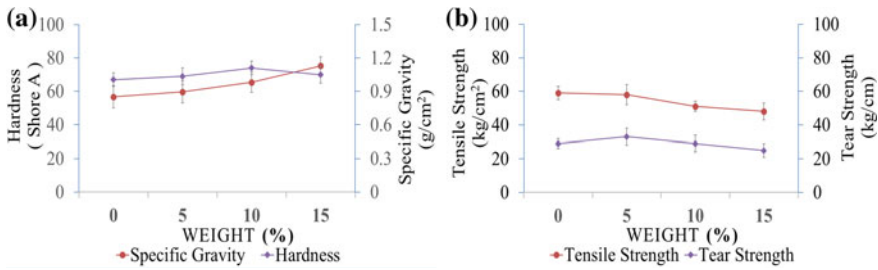 (a)
Hardness
( Shore A )
100
80
60
40
20
0
1.5
1.2
0.9
0.6
0.3
0
Specific Gravity
(g/cm²)
0 5 10 15
WEIGHT (%)
Specific Gravity Hardness
(b)
Tensile Strength
(kg/cm²)
100
80
60
40
20
0
100
80
60
40
20
0
Tear Strength
(kg/cm)
0 5 10 15
WEIGHT (%)
Tensile Strength Tear Strength